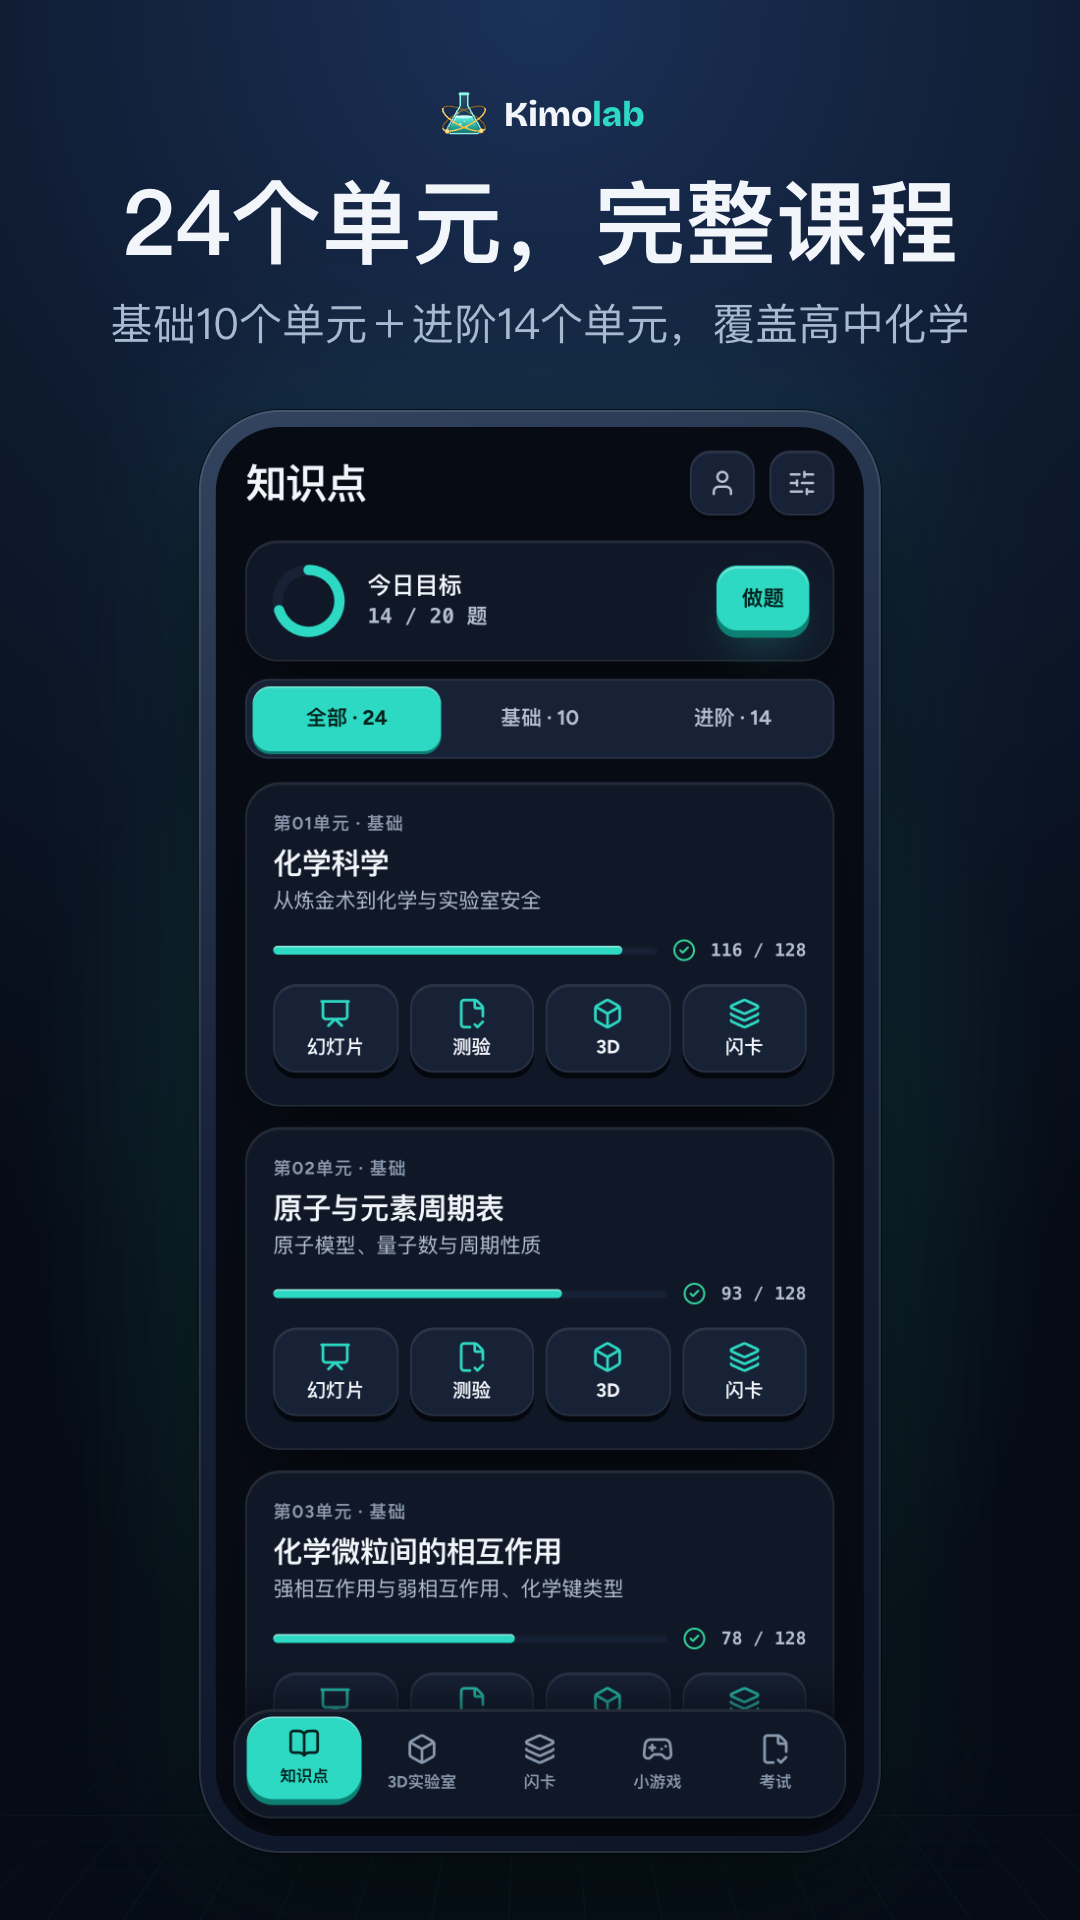 Kimolab
24个单元，完整课程
基础10个单元＋进阶14个单元，覆盖高中化学
知识点
今日目标
14 / 20 题
做题
全部 · 24
基础 · 10
进阶 · 14
第01单元 · 基础
化学科学
从炼金术到化学与实验室安全
116 / 128
幻灯片
测验
3D
闪卡
第02单元 · 基础
原子与元素周期表
原子模型、量子数与周期性质
93 / 128
幻灯片
测验
3D
闪卡
第03单元 · 基础
化学微粒间的相互作用
强相互作用与弱相互作用、化学键类型
78 / 128
知识点
3D实验室
闪卡
小游戏
考试